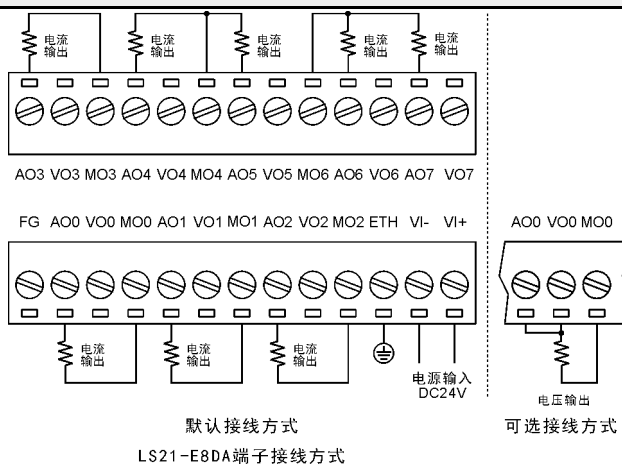 电流输出 电流输出 电流输出 电流输出 电流输出
AO3 VO3 MO3 AO4 VO4 MO4 AO5 VO5 MO6 AO6 VO6 AO7 VO7
FG AO0 VO0 MO0 AO1 VO1 MO1 AO2 VO2 MO2 ETH VI- VI+ AO0 VO0 MO0
电流输出 电流输出 电流输出 电源输入
DC24V
电压输出
默认接线方式 可选接线方式
LS21-E8DA端子接线方式